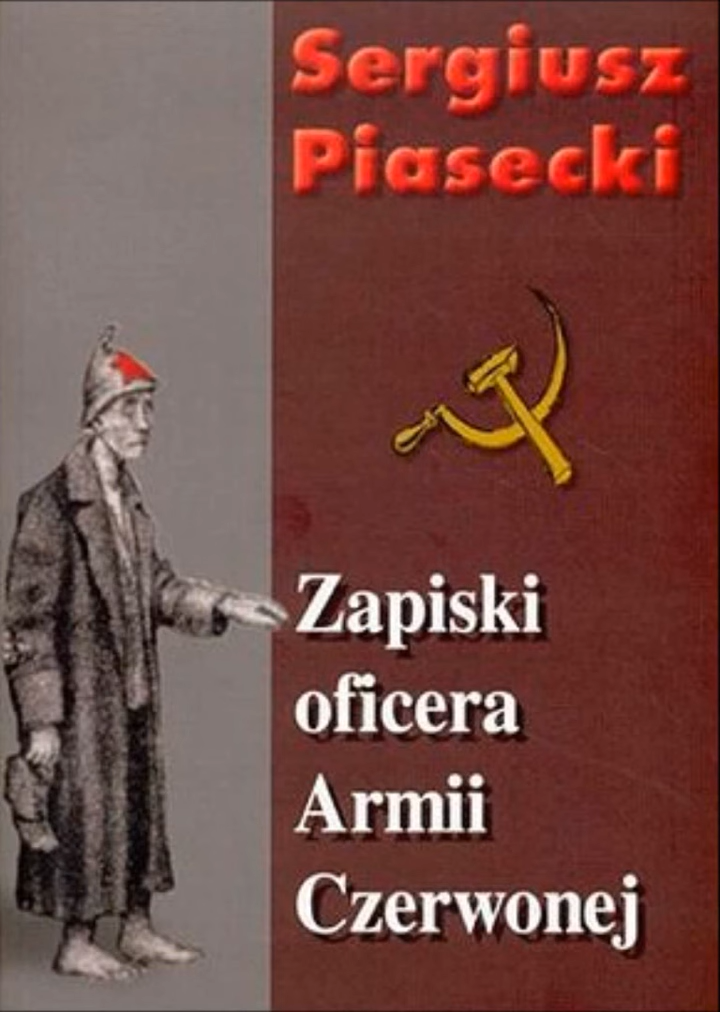 Sergiusz
Piasecki
Zapiski
oficera
Armii
Czerwonej